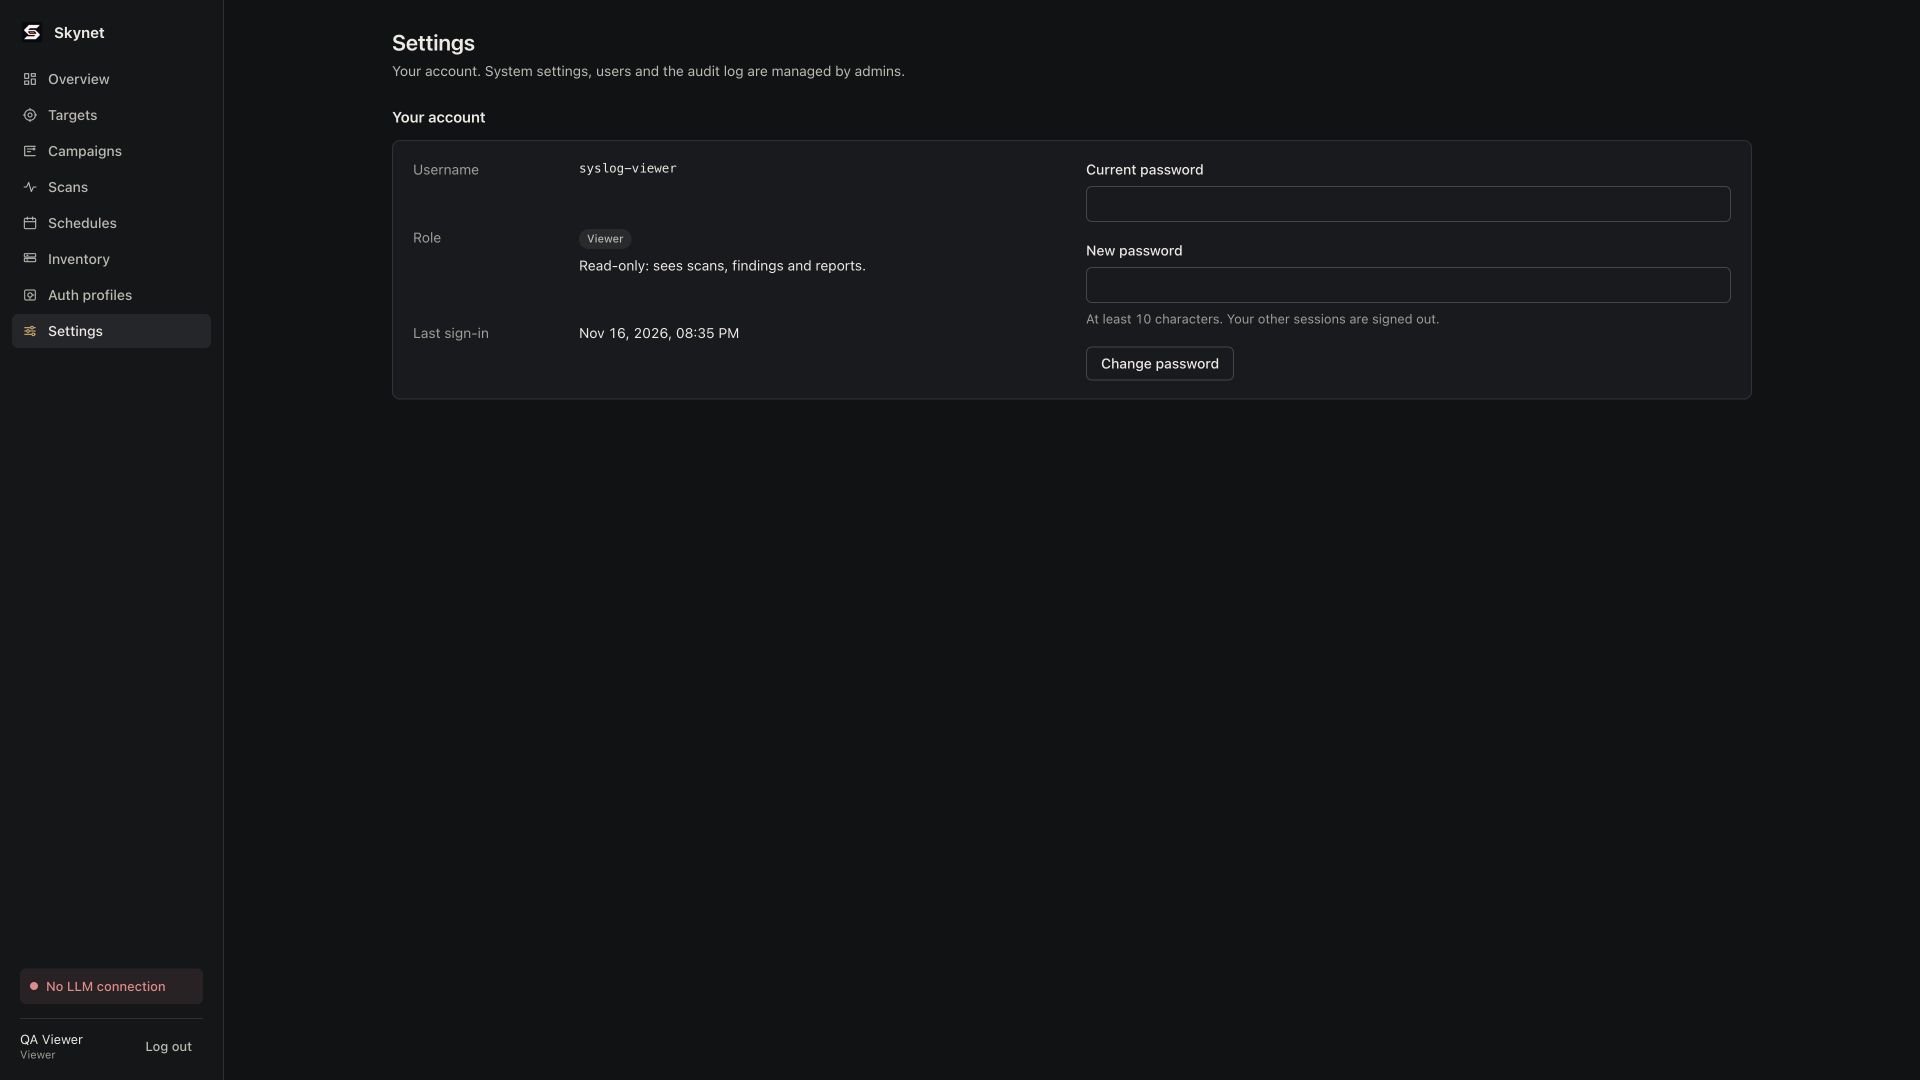 Skynet
Overview
Targets
Campaigns
Scans
Schedules
Inventory
Auth profiles
Settings
No LLM connection
QA Viewer
Viewer
Log out
Settings
Your account. System settings, users and the audit log are managed by admins.
Your account
Username
syslog-viewer
Role
Viewer
Read-only: sees scans, findings and reports.
Last sign-in
Nov 16, 2026, 08:35 PM
Current password
New password
At least 10 characters. Your other sessions are signed out.
Change password